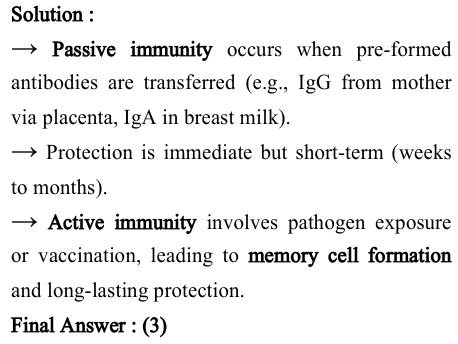 Solution :
→ Passive immunity occurs when pre-formed
antibodies are transferred (e.g., IgG from mother
via placenta, IgA in breast milk).
→ Protection is immediate but short-term (weeks
to months).
→ Active immunity involves pathogen exposure
or vaccination, leading to memory cell formation
and long-lasting protection.
Final Answer : (3)